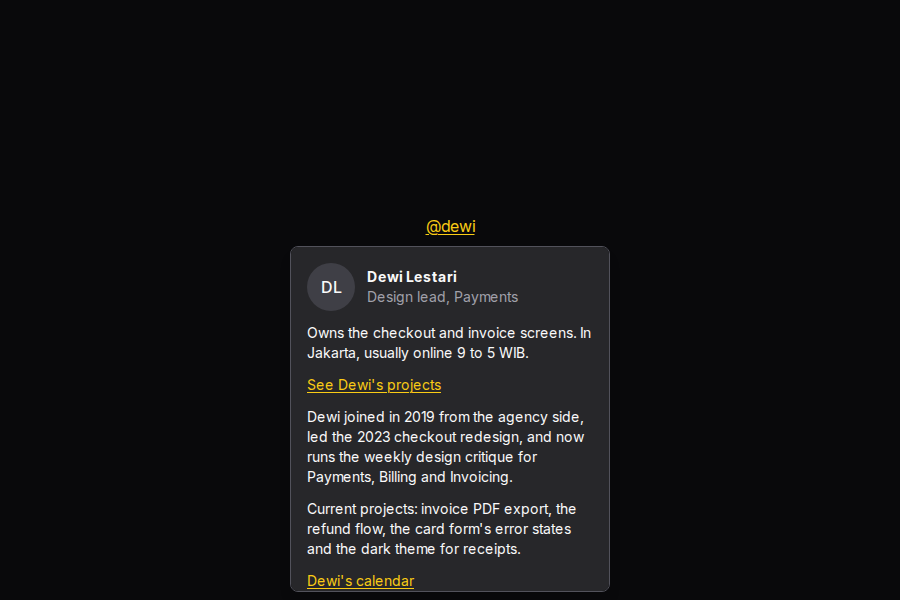 @dewi
DL
Dewi Lestari
Design lead, Payments
Owns the checkout and invoice screens. In
Jakarta, usually online 9 to 5 WIB.
See Dewi's projects
Dewi joined in 2019 from the agency side,
led the 2023 checkout redesign, and now
runs the weekly design critique for
Payments, Billing and Invoicing.
Current projects: invoice PDF export, the
refund flow, the card form's error states
and the dark theme for receipts.
Dewi's calendar